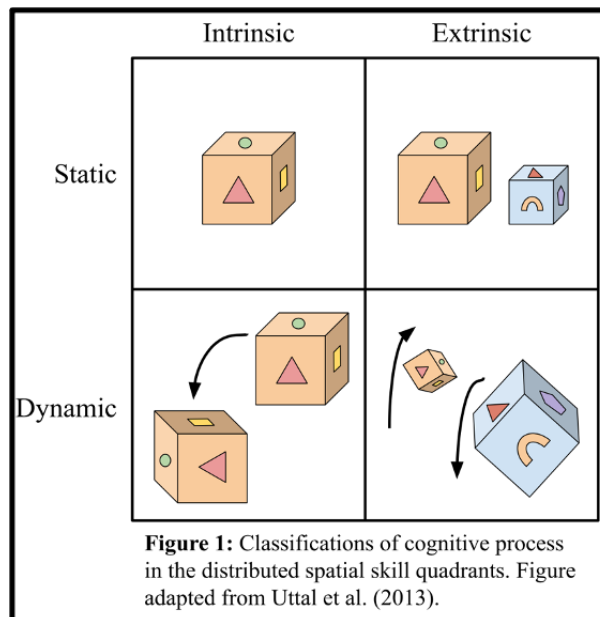 Intrinsic Extrinsic
Static
Dynamic
Figure 1: Classifications of cognitive process
in the distributed spatial skill quadrants. Figure
adapted from Uttal et al. (2013).